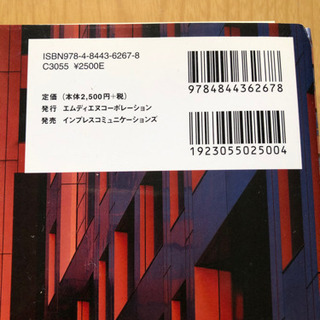 ISBN978-4-8443-6267-8
C3055 ¥2500E
定価（本体2,500円+税）
発行 エムディエヌコーポレーション
発売 インプレスコミュニケーションズ
9784844362678
1923055025004